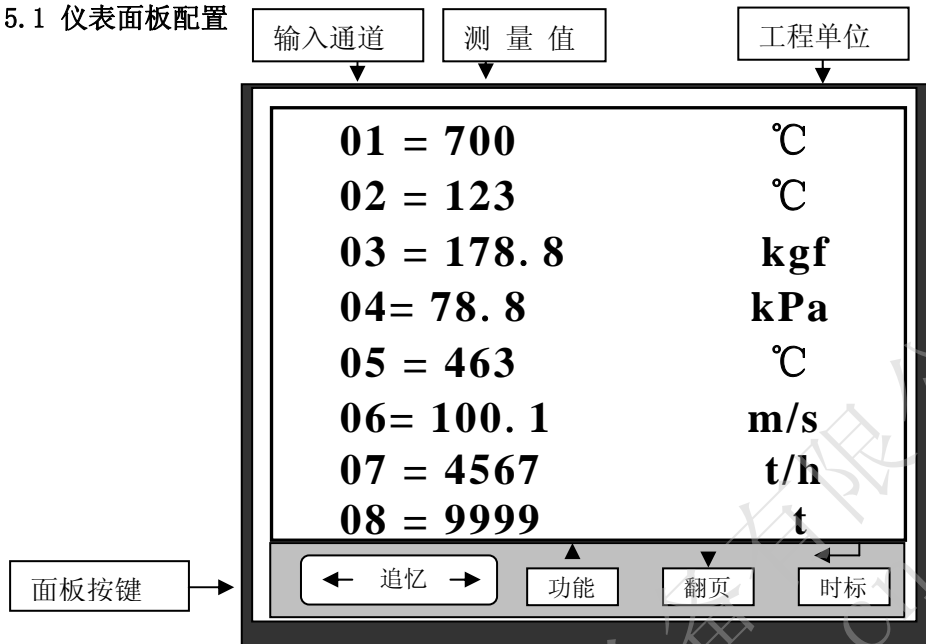 5.1 仪表面板配置
输入通道 测 量 值 工程单位
01 = 700 ℃
02 = 123 ℃
03 = 178. 8 kgf
04= 78. 8 kPa
05 = 463 ℃
06= 100. 1 m/s
07 = 4567 t/h
08 = 9999 t
面板按键 ← 追忆 → 功能 翻页 时标